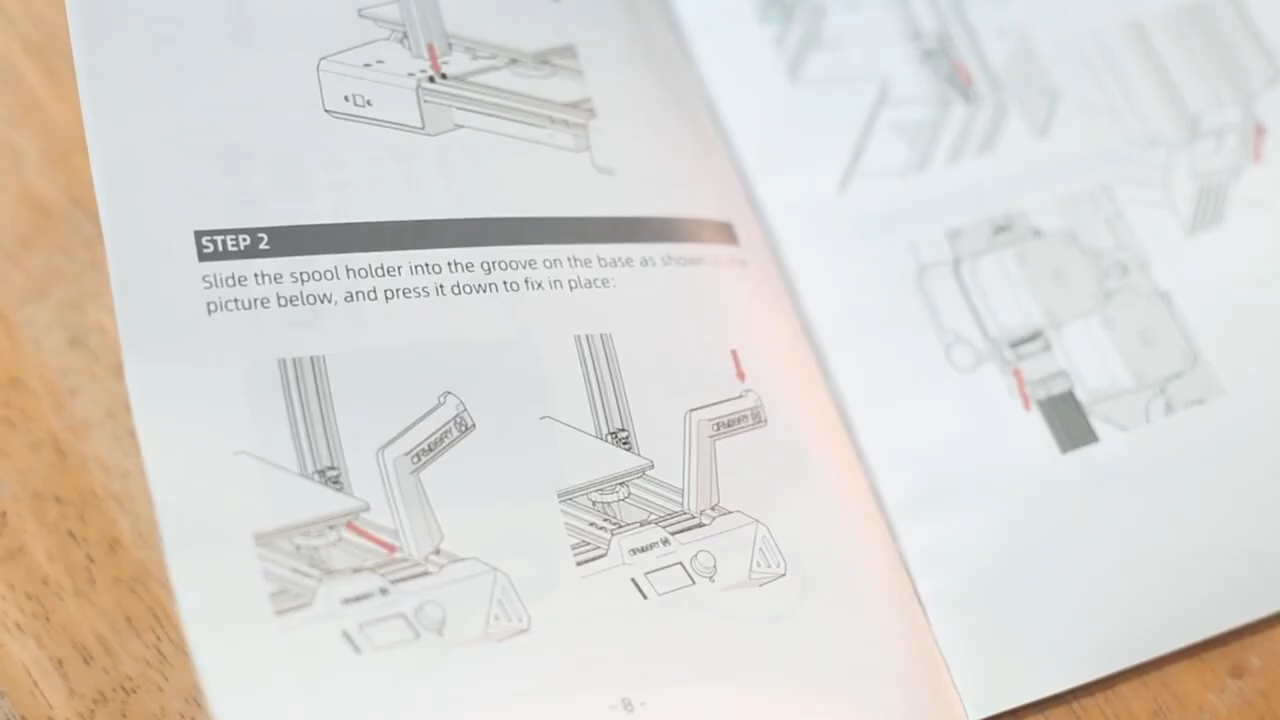 STEP 2
Slide the spool holder into the groove on the base as shown
picture below, and press it down to fix in place:
- 8 -